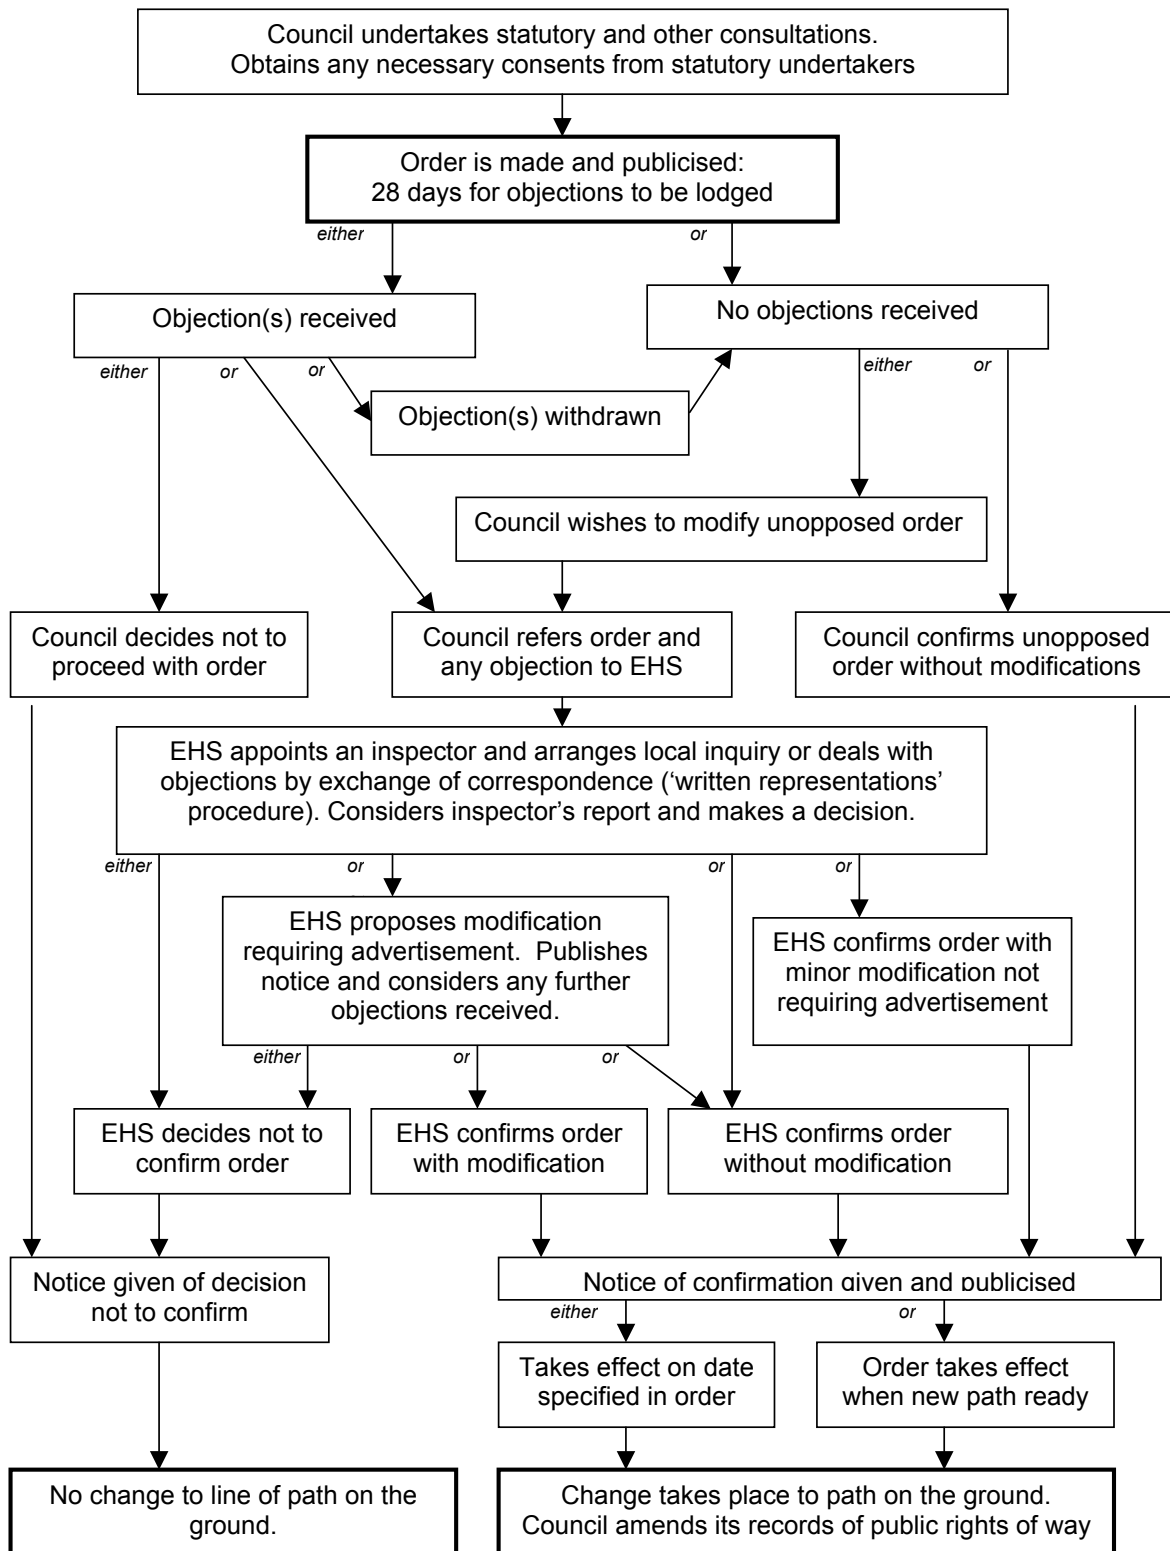 Council undertakes statutory and other consultations.
Obtains any necessary consents from statutory undertakers
Order is made and publicised:
28 days for objections to be lodged
either
or
Objection(s) received
No objections received
either
or
or
either
or
Objection(s) withdrawn
Council wishes to modify unopposed order
Council decides not to
proceed with order
Council refers order and
any objection to EHS
Council confirms unopposed
order without modifications
EHS appoints an inspector and arranges local inquiry or deals with
objections by exchange of correspondence (‘written representations’
procedure). Considers inspector’s report and makes a decision.
either
or
or
or
EHS proposes modification
requiring advertisement.  Publishes
notice and considers any further
objections received.
EHS confirms order with
minor modification not
requiring advertisement
either
or
or
EHS decides not to
confirm order
EHS confirms order
with modification
EHS confirms order
without modification
Notice given of decision
not to confirm
Notice of confirmation given and publicised
either
or
Takes effect on date
specified in order
Order takes effect
when new path ready
No change to line of path on the
ground.
Change takes place to path on the ground.
Council amends its records of public rights of way